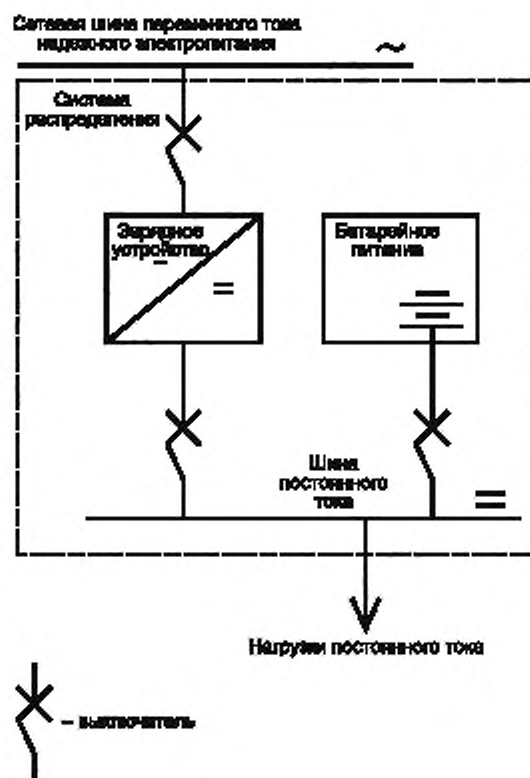 Сетевая шина переменного тока
надежного электропитания
~
Система
распределения
Зарядное
устройство
=
Батарейное
питание
Шина
постоянного
тока
=
Нагрузки постоянного тока
– выключатель